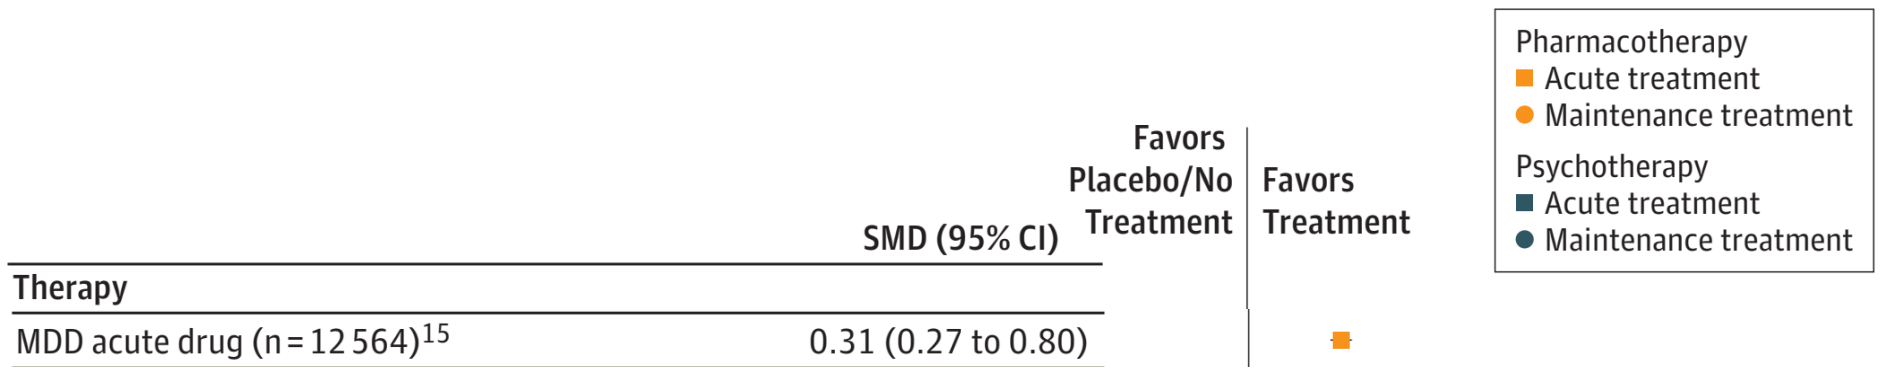 Pharmacotherapy
Acute treatment
Maintenance treatment
Psychotherapy
Acute treatment
Maintenance treatment
Favors
Placebo/No
Treatment
Favors
Treatment
SMD (95% CI)
Therapy
MDD acute drug (n = 12 564)15 0.31 (0.27 to 0.80)